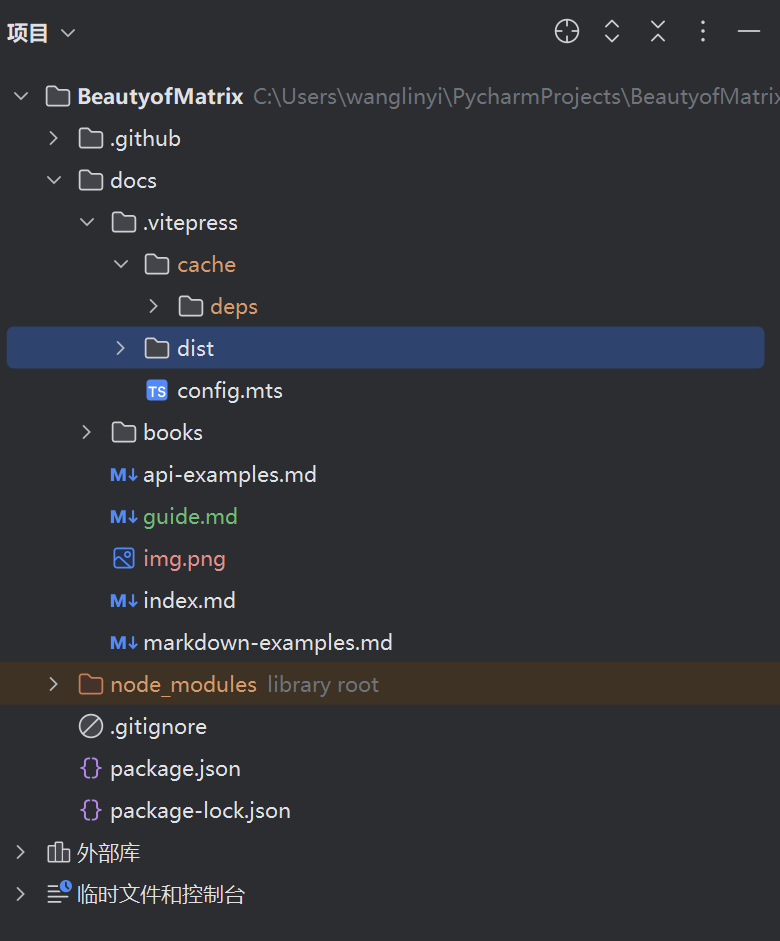 项目
BeautyofMatrix C:\Users\wanglinyi\PycharmProjects\BeautyofMatrix
.github
docs
.vitepress
cache
deps
dist
TS config.mts
books
M↓ api-examples.md
M↓ guide.md
img.png
M↓ index.md
M↓ markdown-examples.md
node_modules library root
.gitignore
{} package.json
{} package-lock.json
外部库
临时文件和控制台